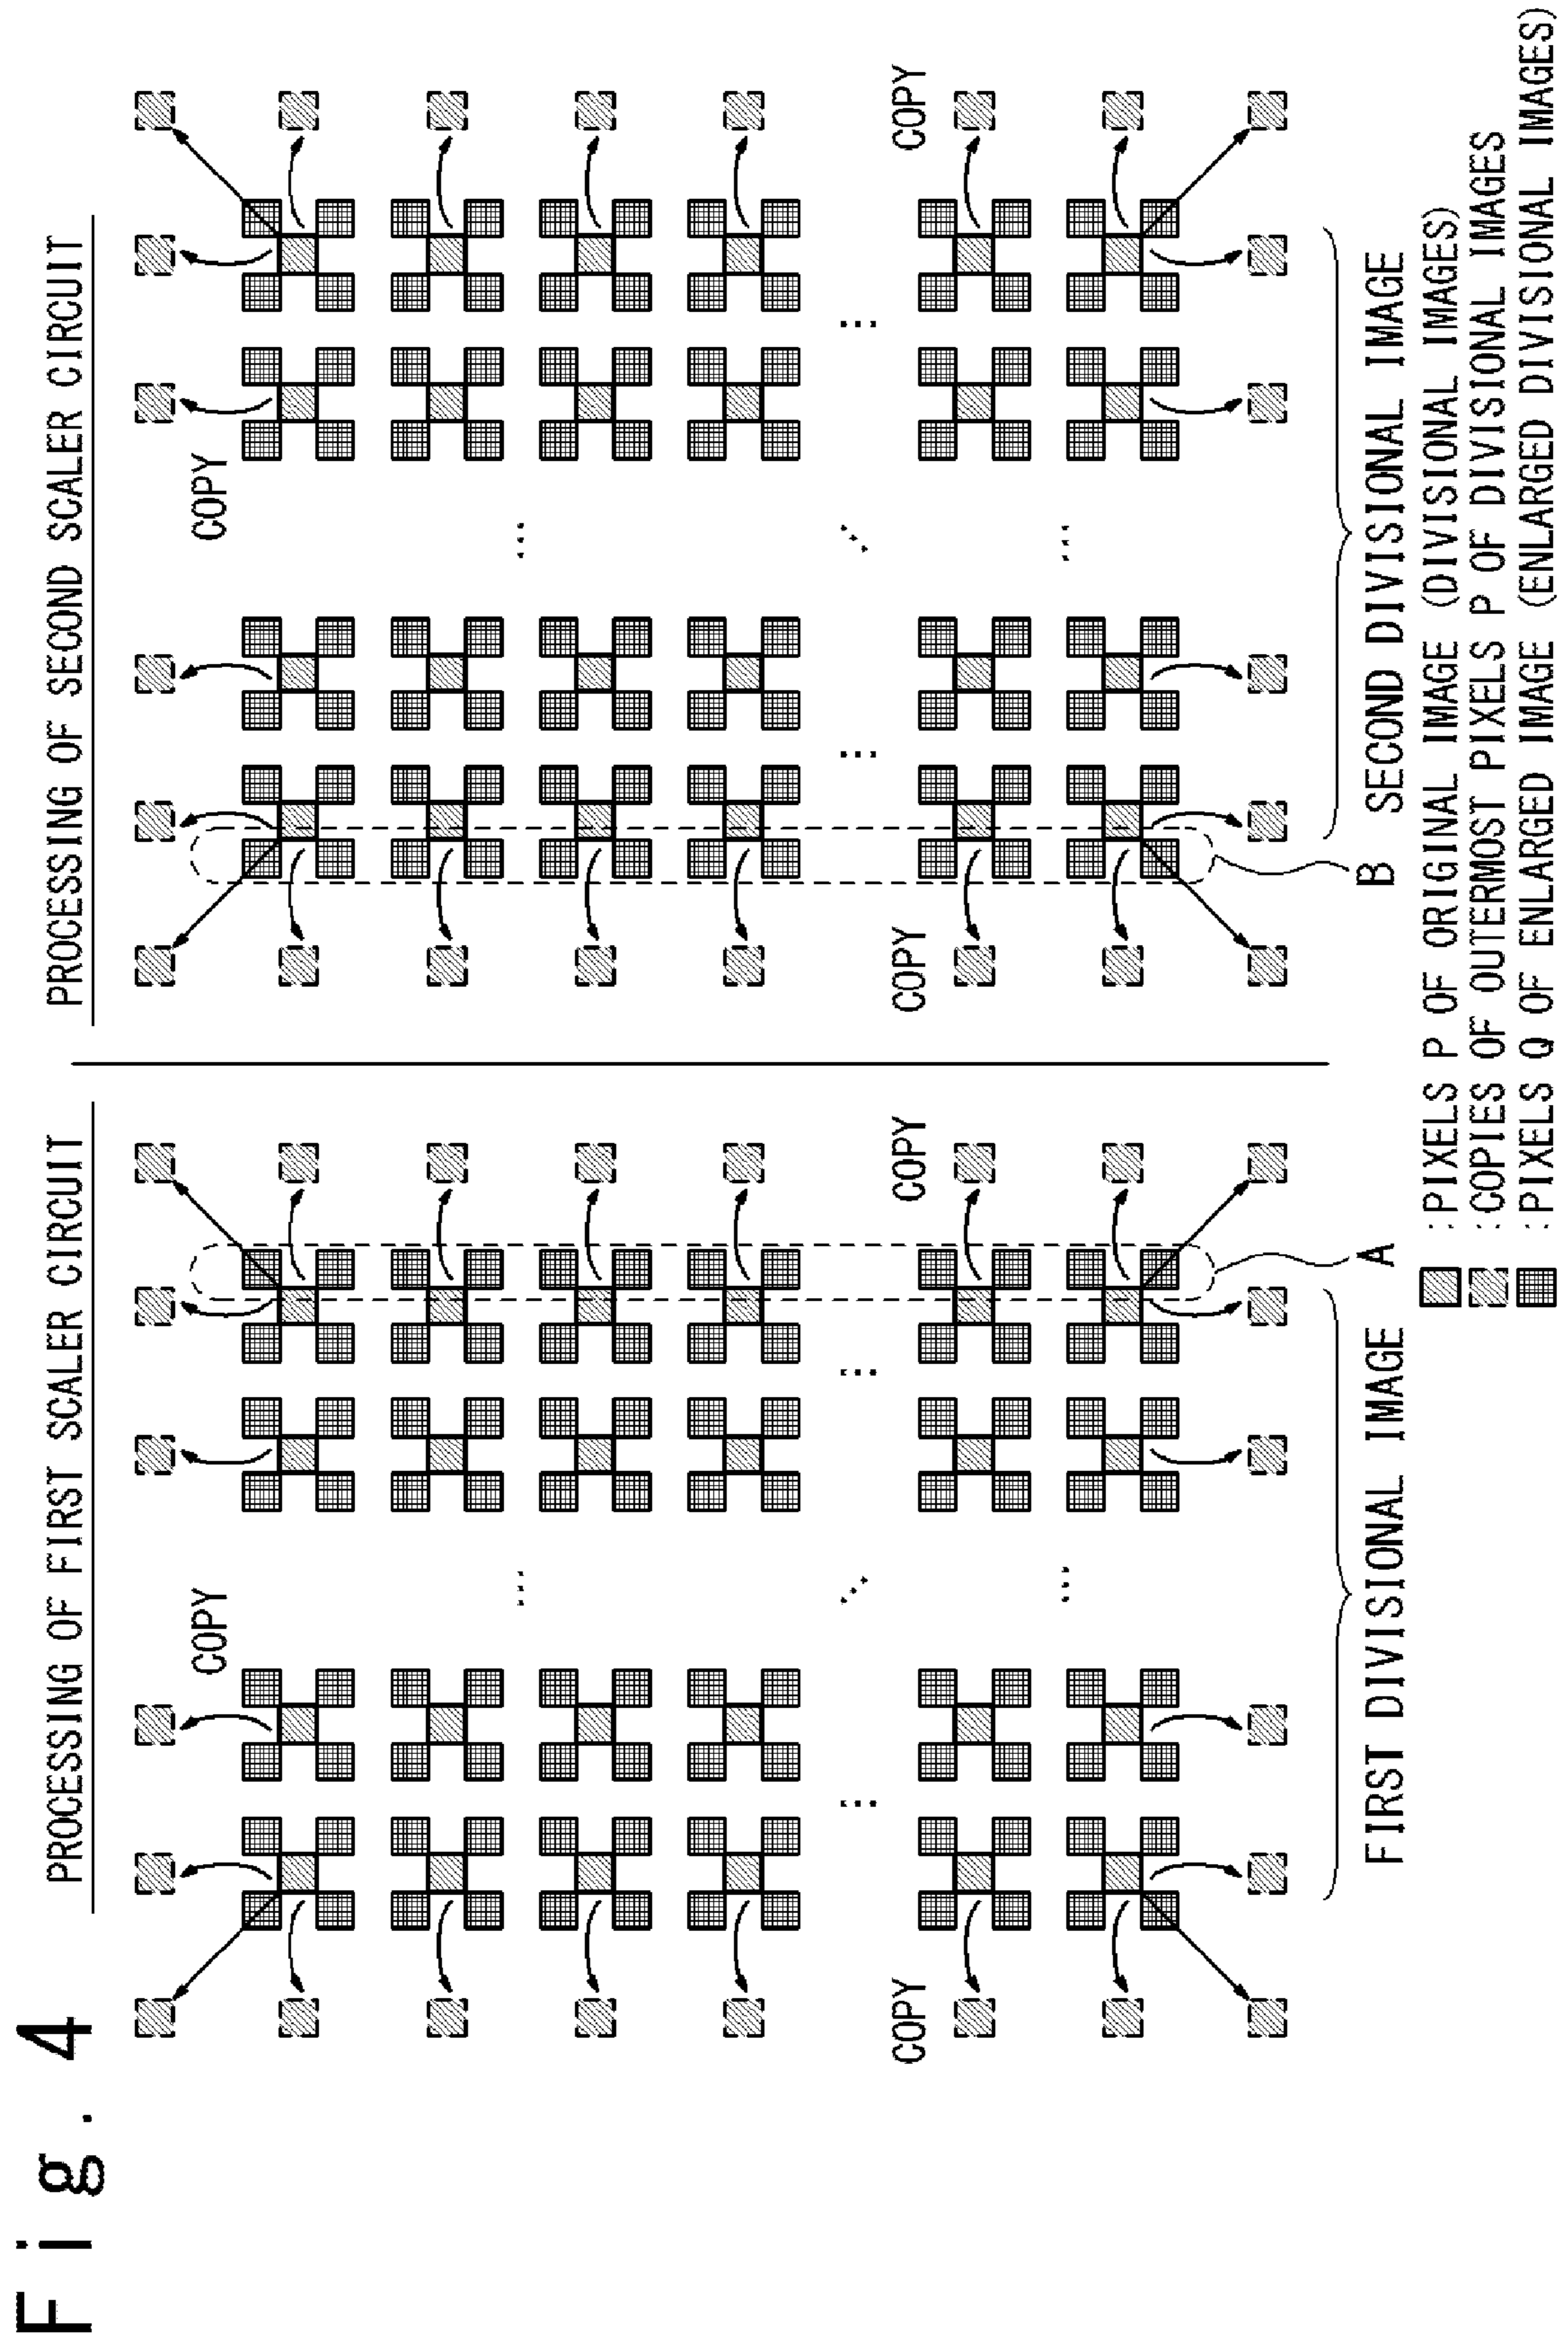 Fig. 4
PROCESSING OF FIRST SCALER CIRCUIT
PROCESSING OF SECOND SCALER CIRCUIT
COPY
COPY
COPY
COPY
COPY
COPY
A
B
FIRST DIVISIONAL IMAGE
SECOND DIVISIONAL IMAGE
:PIXELS P OF ORIGINAL IMAGE (DIVISIONAL IMAGES)
:COPIES OF OUTERMOST PIXELS P OF DIVISIONAL IMAGES
:PIXELS Q OF ENLARGED IMAGE (ENLARGED DIVISIONAL IMAGES)